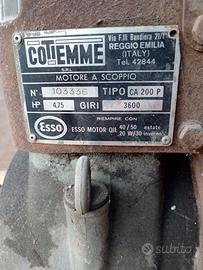 COTIEMME
Via F.lli Bandiera 21/1
REGGIO EMILIA
(ITALY)
Tel. 42844
MOTORE A SCOPPIO
N° 103336 TIPO CA 200 P
HP 4,75 GIRI 3600
RIEMPIRE CON
ESSO
ESSO MOTOR OIL 40/50 estate
20 W/30 inverno
subito